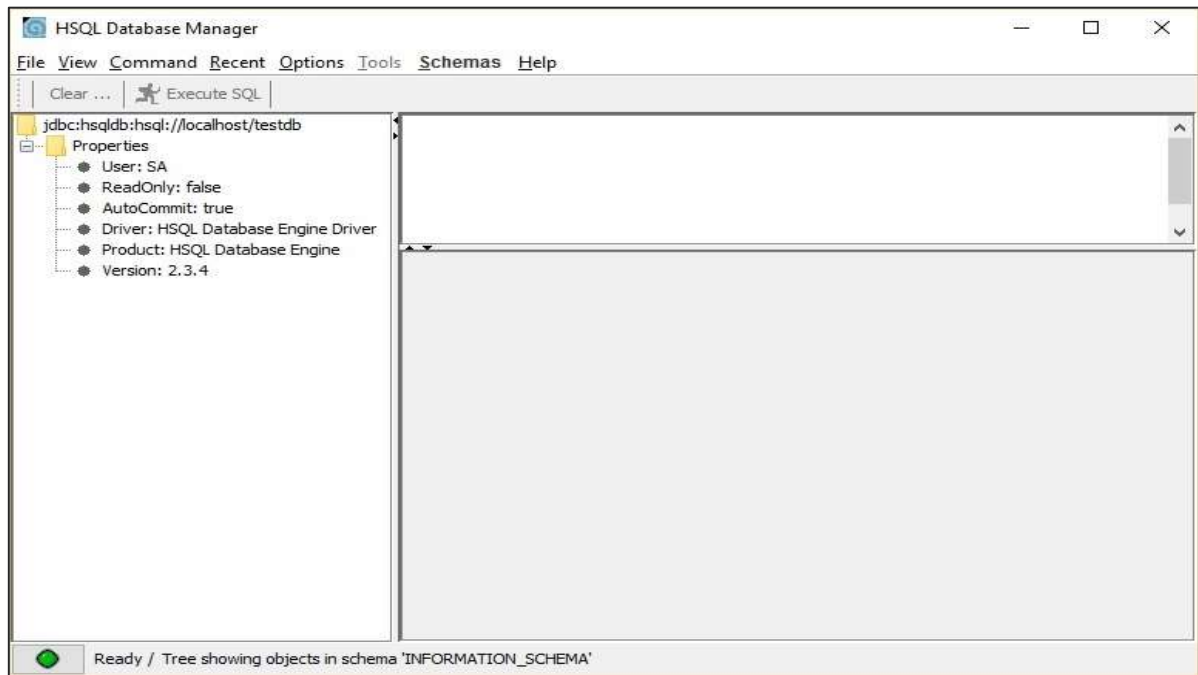 HSQL Database Manager
File View Command Recent Options Tools Schemas Help
Clear ... Execute SQL
jdbc:hsqldb:hsql://localhost/testdb
Properties
User: SA
ReadOnly: false
AutoCommit: true
Driver: HSQL Database Engine Driver
Product: HSQL Database Engine
Version: 2.3.4
Ready / Tree showing objects in schema 'INFORMATION_SCHEMA'